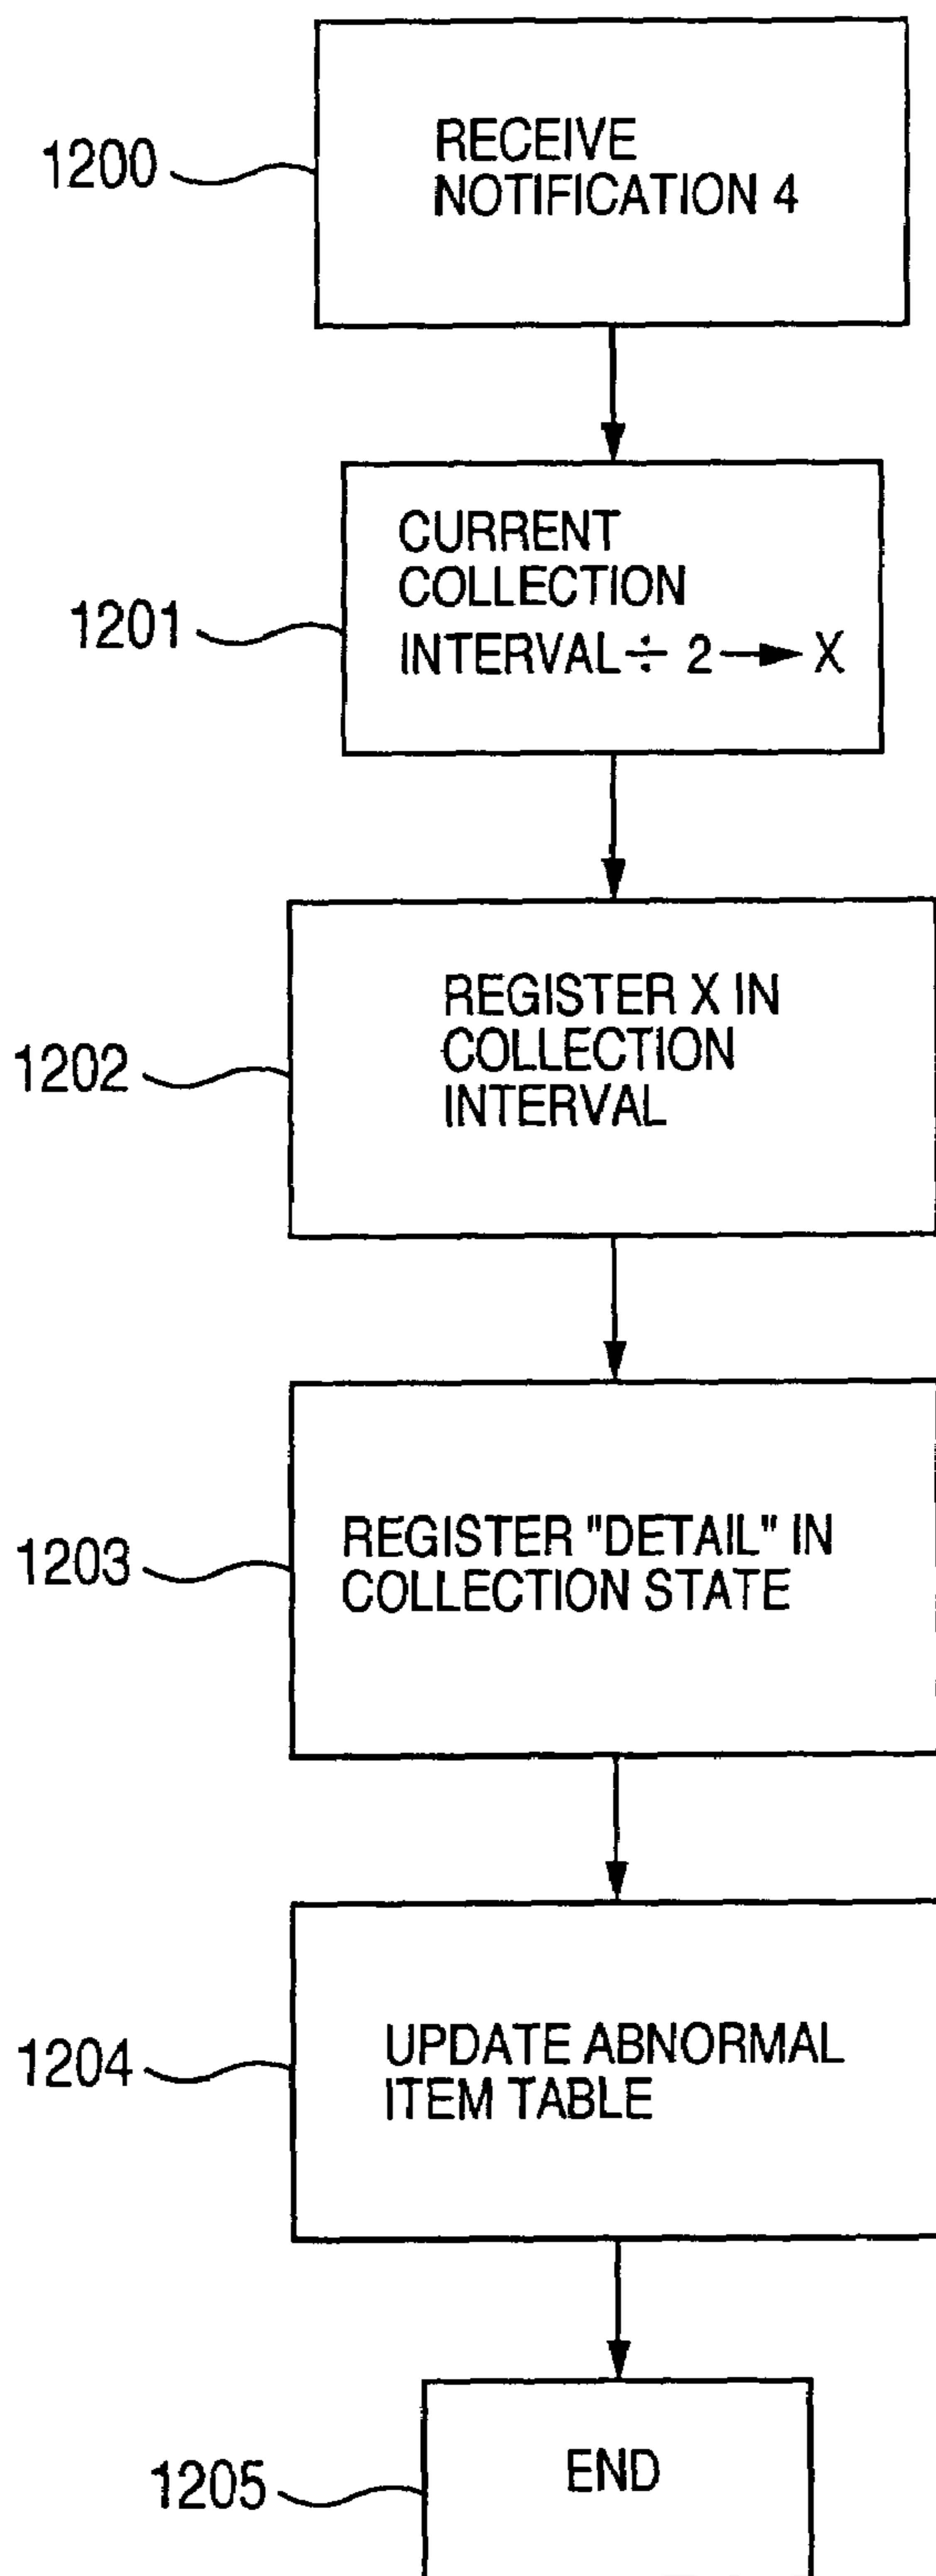 1200
RECEIVE
NOTIFICATION 4
1201
CURRENT
COLLECTION
INTERVAL ÷ 2 → X
1202
REGISTER X IN
COLLECTION
INTERVAL
1203
REGISTER "DETAIL" IN
COLLECTION STATE
1204
UPDATE ABNORMAL
ITEM TABLE
1205
END